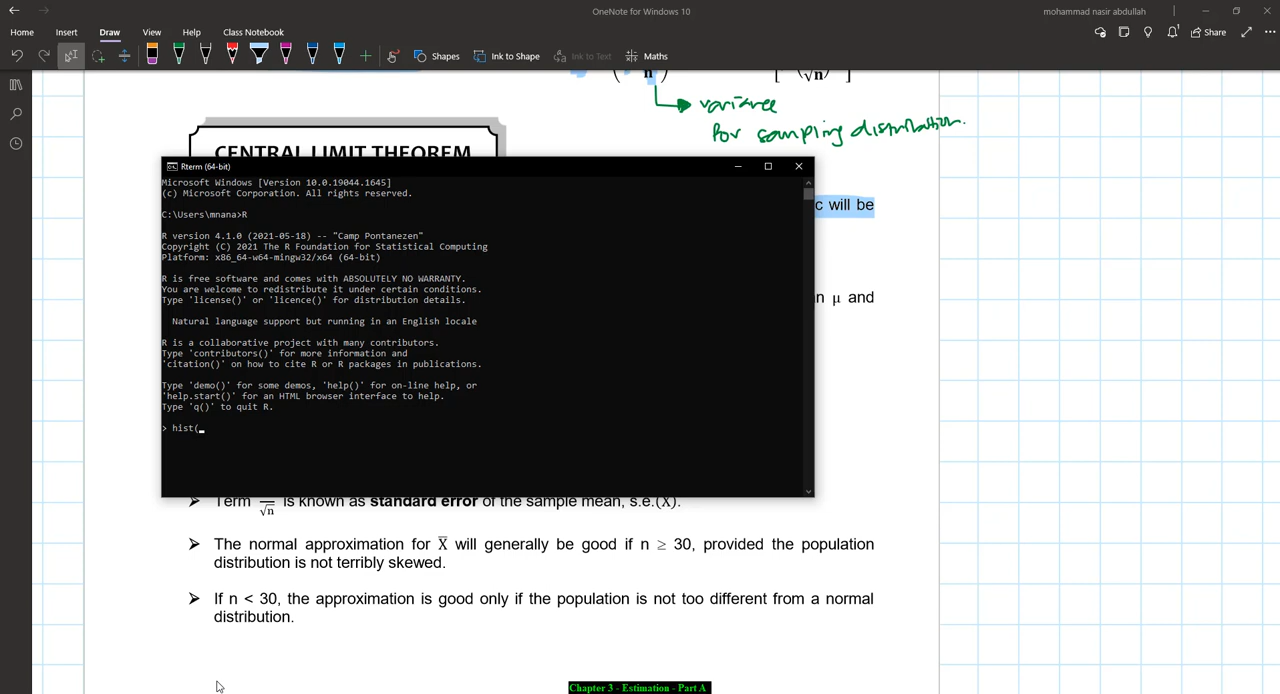 OneNote for Windows 10
mohammad nasir abdullah
Home Insert Draw View Help Class Notebook
Share
Shapes Ink to Shape Ink to Text Maths
n
(√n)
variance
for sampling distribution.
CENTRAL LIMIT THEOREM
Rterm (64-bit)
Microsoft Windows [Version 10.0.19044.1645]
(c) Microsoft Corporation. All rights reserved.
c will be
C:\Users\mnana>R
R version 4.1.0 (2021-05-18) -- "Camp Pontanezen"
Copyright (C) 2021 The R Foundation for Statistical Computing
Platform: x86_64-w64-mingw32/x64 (64-bit)
R is free software and comes with ABSOLUTELY NO WARRANTY.
You are welcome to redistribute it under certain conditions.
Type 'license()' or 'licence()' for distribution details.
n μ and
Natural language support but running in an English locale
R is a collaborative project with many contributors.
Type 'contributors()' for more information and
'citation()' on how to cite R or R packages in publications.
Type 'demo()' for some demos, 'help()' for on-line help, or
'help.start()' for an HTML browser interface to help.
Type 'q()' to quit R.
> hist(
➢ Term /√n is known as standard error of the sample mean, s.e.(X).
➢ The normal approximation for X̅ will generally be good if n ≥ 30, provided the population
distribution is not terribly skewed.
➢ If n < 30, the approximation is good only if the population is not too different from a normal
distribution.
Chapter 3 - Estimation - Part A